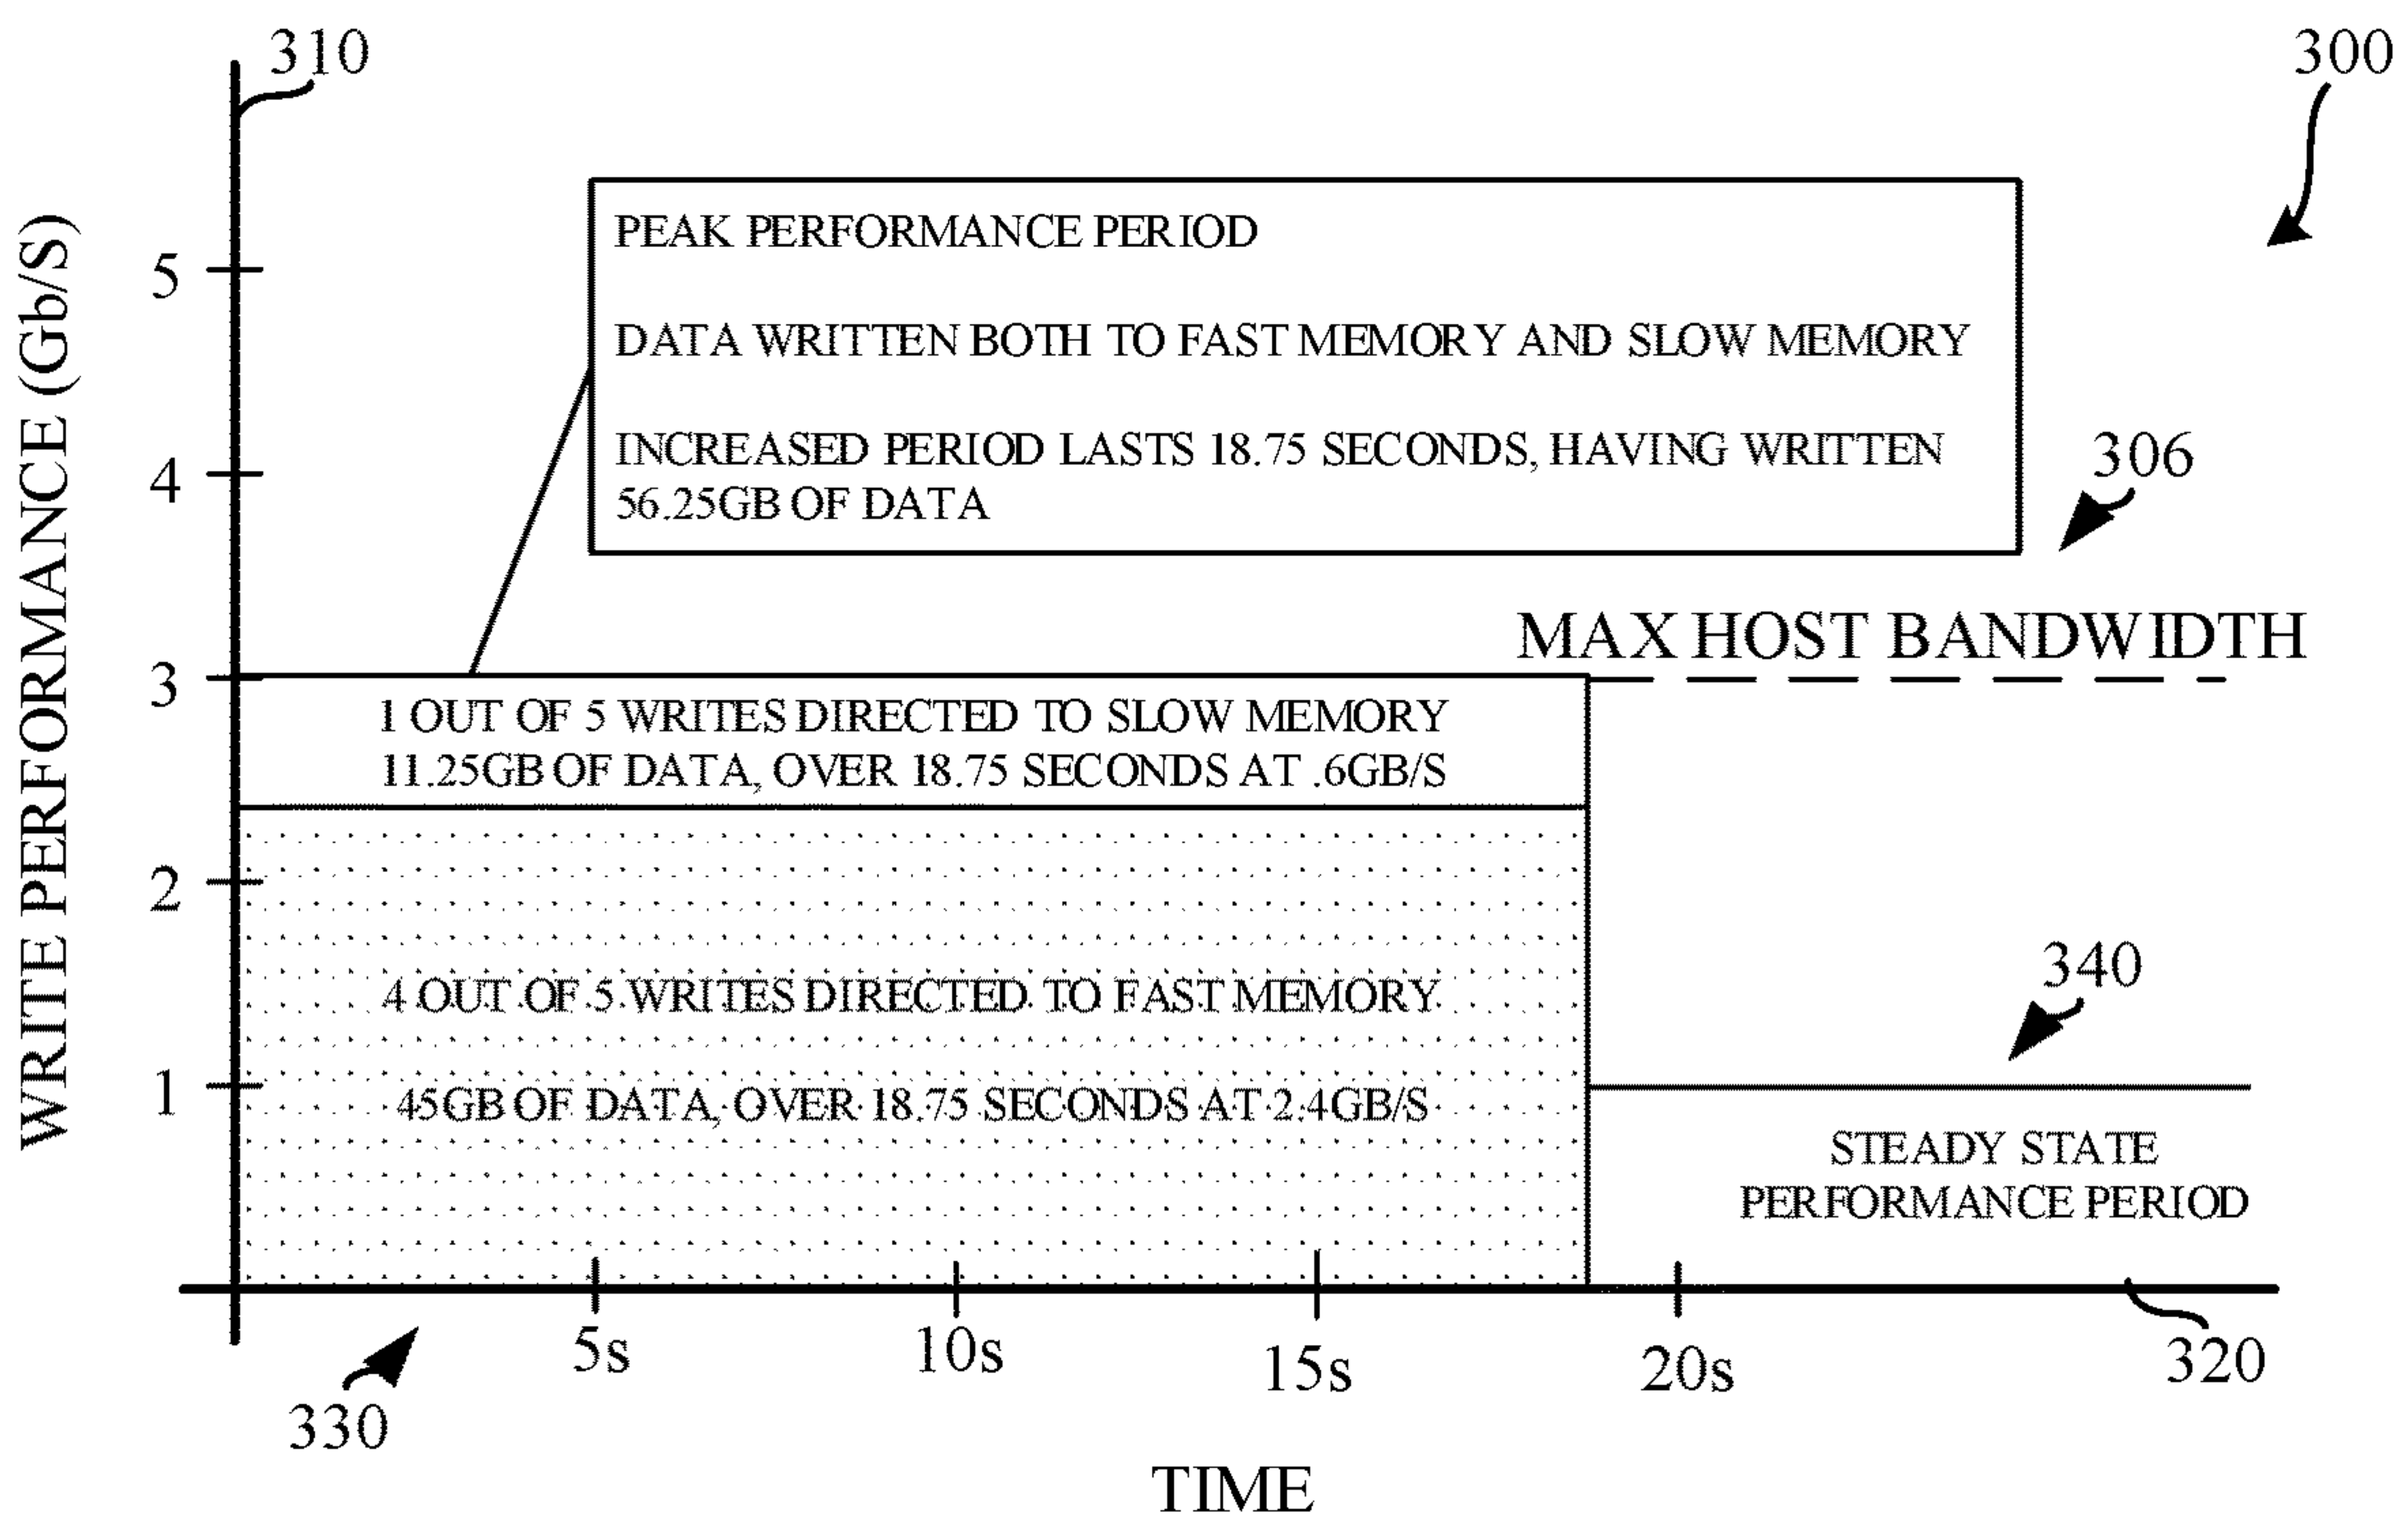 310
300
PEAK PERFORMANCE PERIOD
DATA WRITTEN BOTH TO FAST MEMORY AND SLOW MEMORY
INCREASED PERIOD LASTS 18.75 SECONDS, HAVING WRITTEN
56.25GB OF DATA
306
MAX HOST BANDWIDTH
WRITE PERFORMANCE (Gb/S)
5
4
3
2
1
1 OUT OF 5 WRITES DIRECTED TO SLOW MEMORY
11.25GB OF DATA, OVER 18.75 SECONDS AT .6GB/S
4 OUT OF 5 WRITES DIRECTED TO FAST MEMORY
45GB OF DATA, OVER 18.75 SECONDS AT 2.4GB/S
340
STEADY STATE
PERFORMANCE PERIOD
5s
10s
15s
20s
330
320
TIME